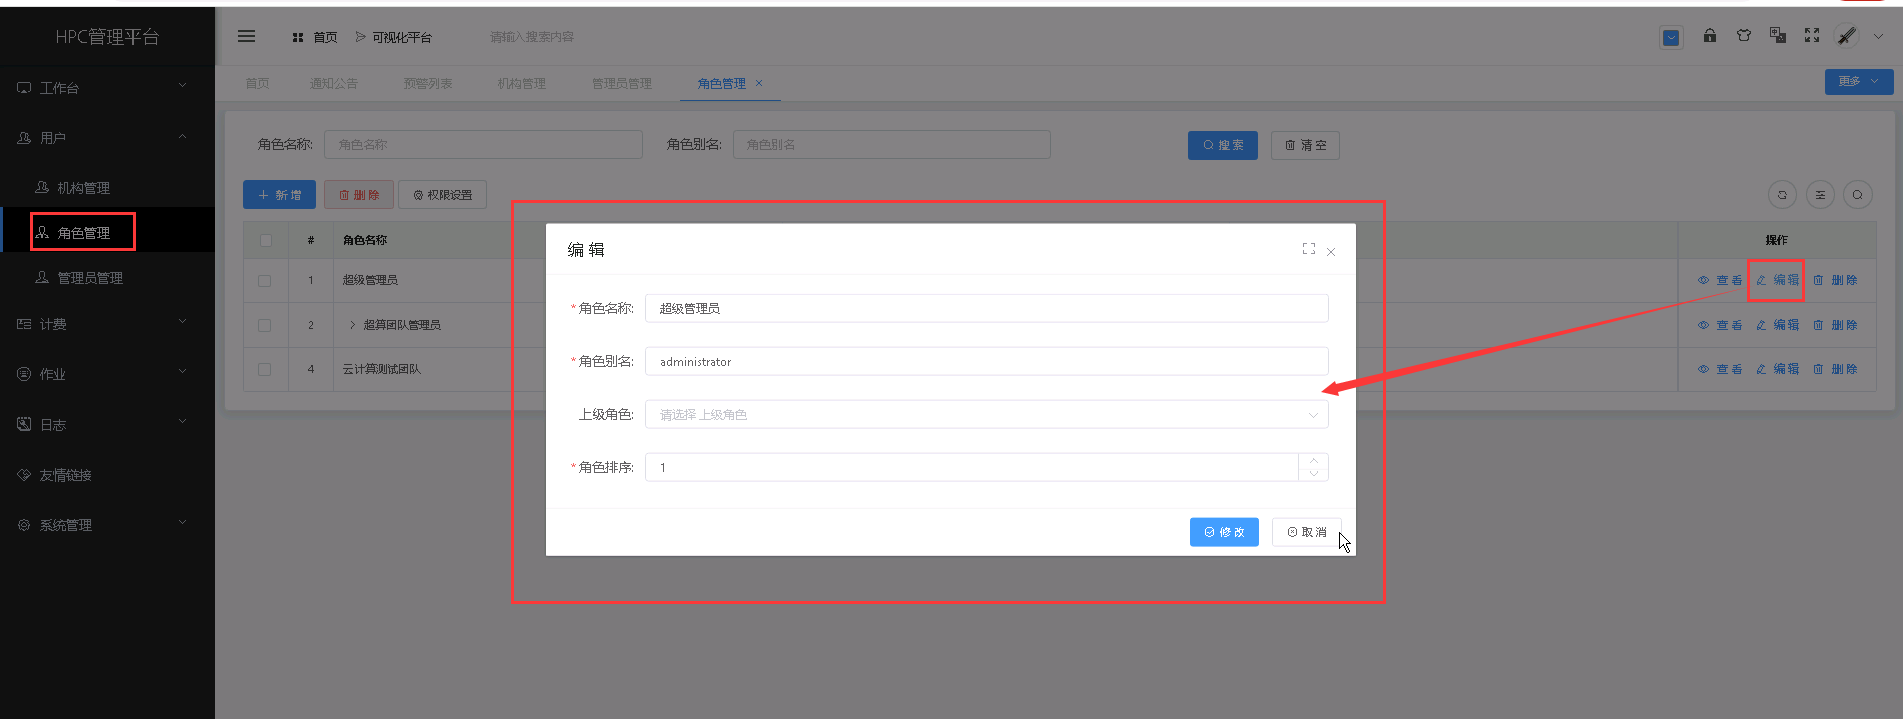 HPC管理平台
首页
可视化平台
请输入搜索内容
工作台
用户
机构管理
角色管理
管理员管理
计费
作业
日志
友情链接
系统管理
首页
通知公告
预警列表
机构管理
管理员管理
角色管理
更多
角色名称:
角色名称
角色别名:
角色别名
搜 索
清 空
新 增
删 除
权限设置
#
角色名称
操作
1
超级管理员
查 看
编 辑
删 除
2
超算团队管理员
查 看
编 辑
删 除
4
云计算测试团队
查 看
编 辑
删 除
编 辑
*角色名称:
超级管理员
*角色别名:
administrator
上级角色:
请选择 上级角色
*角色排序:
1
修 改
取 消